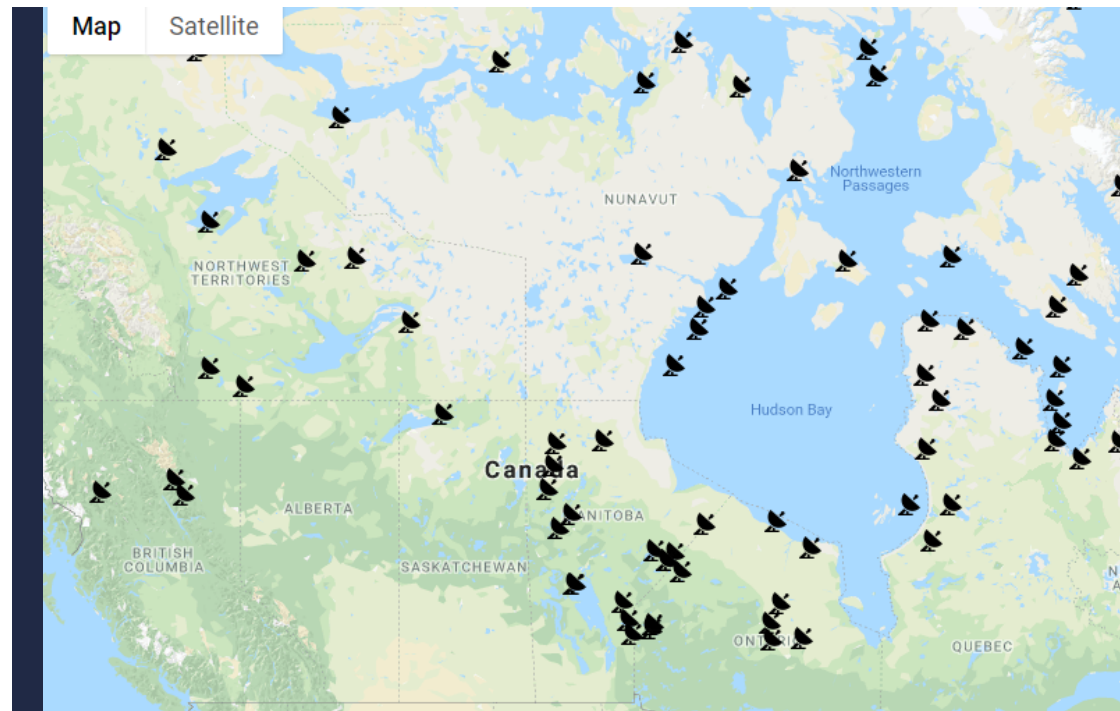 Map
Satellite
NUNAVUT
Northwestern
Passages
NORTHWEST
TERRITORIES
Hudson Bay
Canada
ALBERTA
MANITOBA
BRITISH
COLUMBIA
SASKATCHEWAN
ONTARIO
QUEBEC